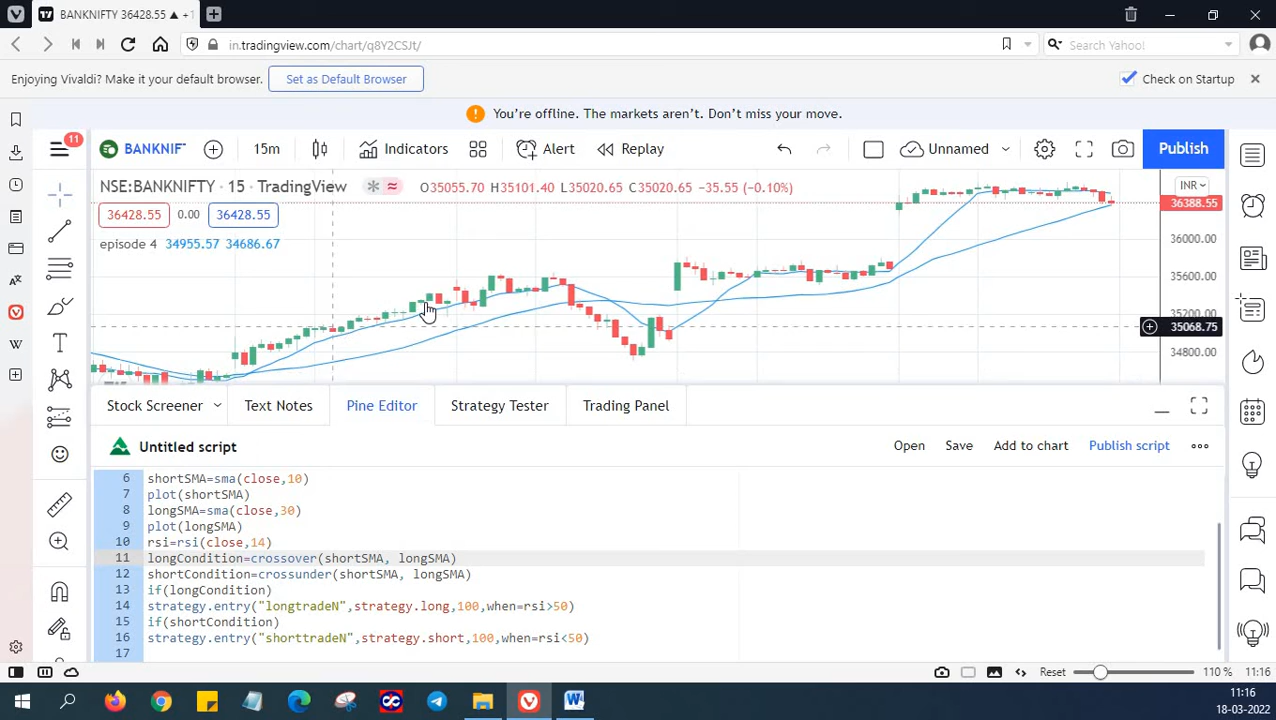 BANKNIFTY 36428.55 ▲ +1
in.tradingview.com/chart/q8Y2CSJt/
Search Yahoo!
Enjoying Vivaldi? Make it your default browser.
Set as Default Browser
Check on Startup
You're offline. The markets aren't. Don't miss your move.
11
BANKNIF
15m
Indicators
Alert
Replay
Unnamed
Publish
NSE:BANKNIFTY · 15 · TradingView
O35055.70 H35101.40 L35020.65 C35020.65 −35.55 (−0.10%)
INR
36428.55 0.00 36428.55
36388.55
episode 4 34955.57 34686.67
36000.00
35600.00
35200.00
35068.75
34800.00
Stock Screener
Text Notes
Pine Editor
Strategy Tester
Trading Panel
Untitled script
Open
Save
Add to chart
Publish script
6 shortSMA=sma(close,10)
7 plot(shortSMA)
8 longSMA=sma(close,30)
9 plot(longSMA)
10 rsi=rsi(close,14)
11 longCondition=crossover(shortSMA, longSMA)
12 shortCondition=crossunder(shortSMA, longSMA)
13 if(longCondition)
14 strategy.entry("longtradeN",strategy.long,100,when=rsi>50)
15 if(shortCondition)
16 strategy.entry("shorttradeN",strategy.short,100,when=rsi<50)
17
Reset
110 %
11:16
11:16
18-03-2022